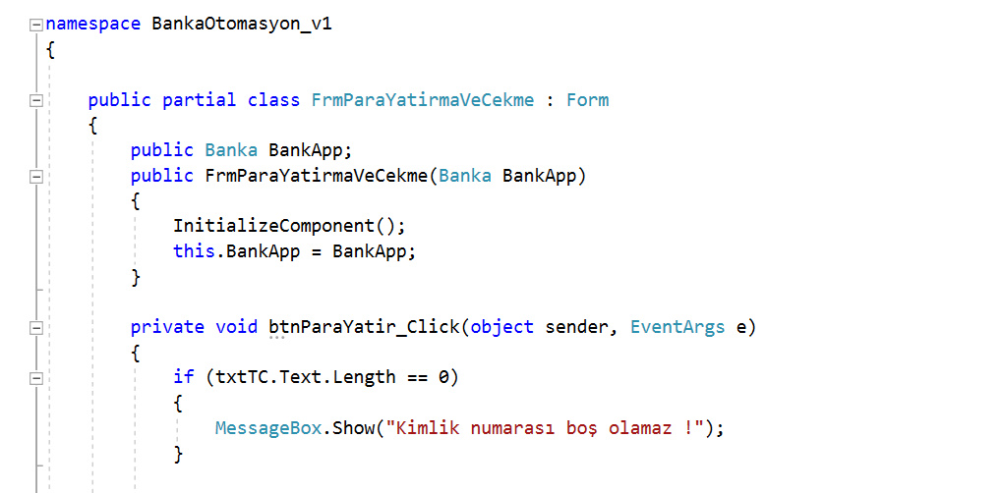 namespace BankaOtomasyon_v1
{
public partial class FrmParaYatirmaVeCekme : Form
{
public Banka BankApp;
public FrmParaYatirmaVeCekme(Banka BankApp)
{
InitializeComponent();
this.BankApp = BankApp;
}
private void btnParaYatir_Click(object sender, EventArgs e)
{
if (txtTC.Text.Length == 0)
{
MessageBox.Show("Kimlik numarası boş olamaz !");
}